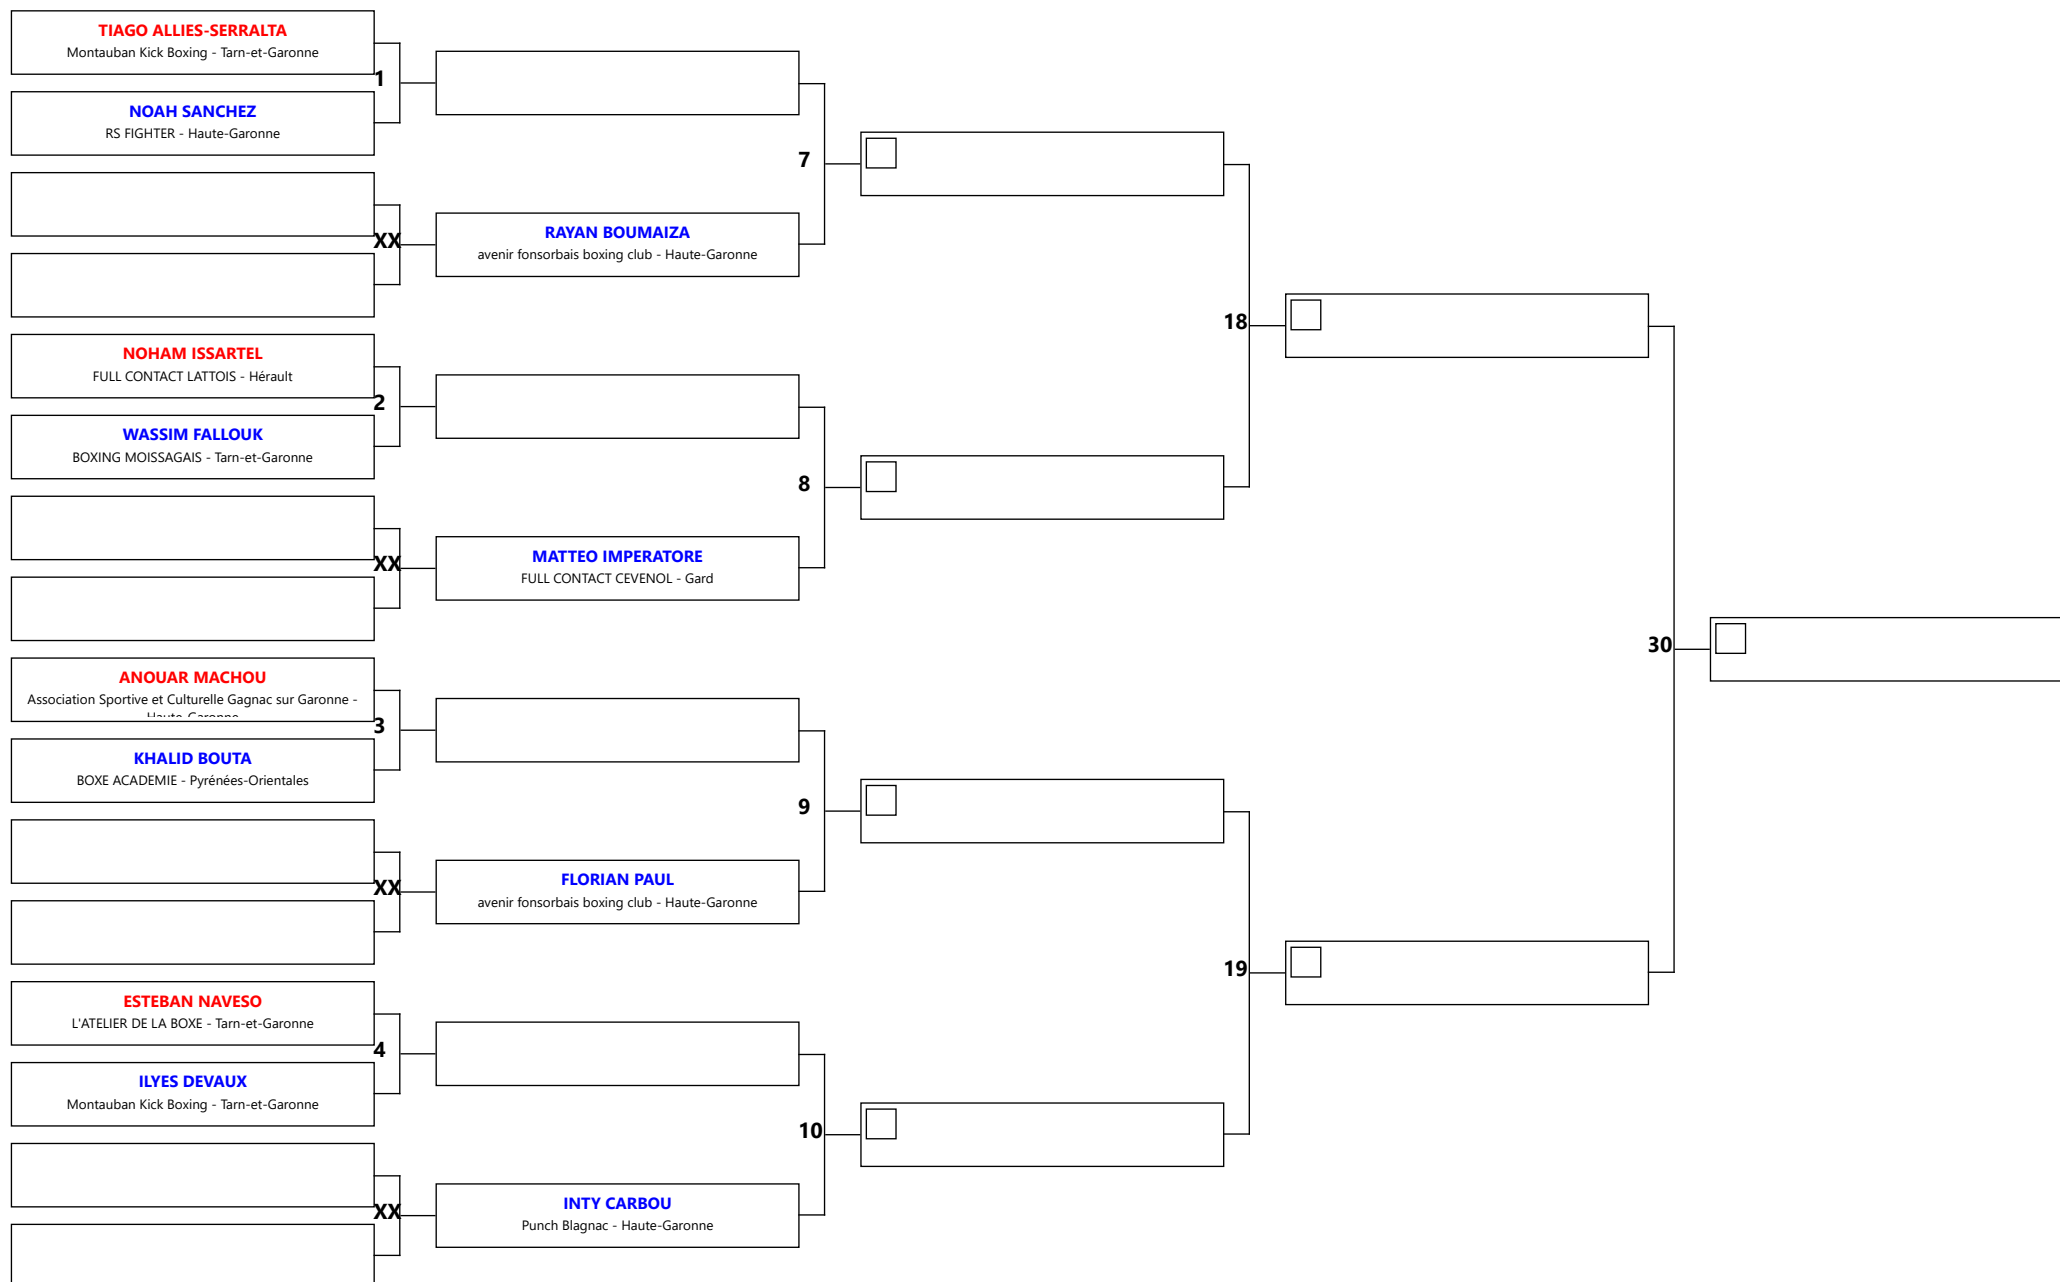 TIAGO ALLIES-SERRALTA
Montauban Kick Boxing - Tarn-et-Garonne
1
NOAH SANCHEZ
RS FIGHTER - Haute-Garonne
7
XX
RAYAN BOUMAIZA
avenir fonsorbais boxing club - Haute-Garonne
18
NOHAM ISSARTEL
FULL CONTACT LATTOIS - Hérault
2
WASSIM FALLOUK
BOXING MOISSAGAIS - Tarn-et-Garonne
8
XX
MATTEO IMPERATORE
FULL CONTACT CEVENOL - Gard
30
ANOUAR MACHOU
Association Sportive et Culturelle Gagnac sur Garonne -
Haute-Garonne
3
KHALID BOUTA
BOXE ACADEMIE - Pyrénées-Orientales
9
XX
FLORIAN PAUL
avenir fonsorbais boxing club - Haute-Garonne
19
ESTEBAN NAVESO
L'ATELIER DE LA BOXE - Tarn-et-Garonne
4
ILYES DEVAUX
Montauban Kick Boxing - Tarn-et-Garonne
10
XX
INTY CARBOU
Punch Blagnac - Haute-Garonne